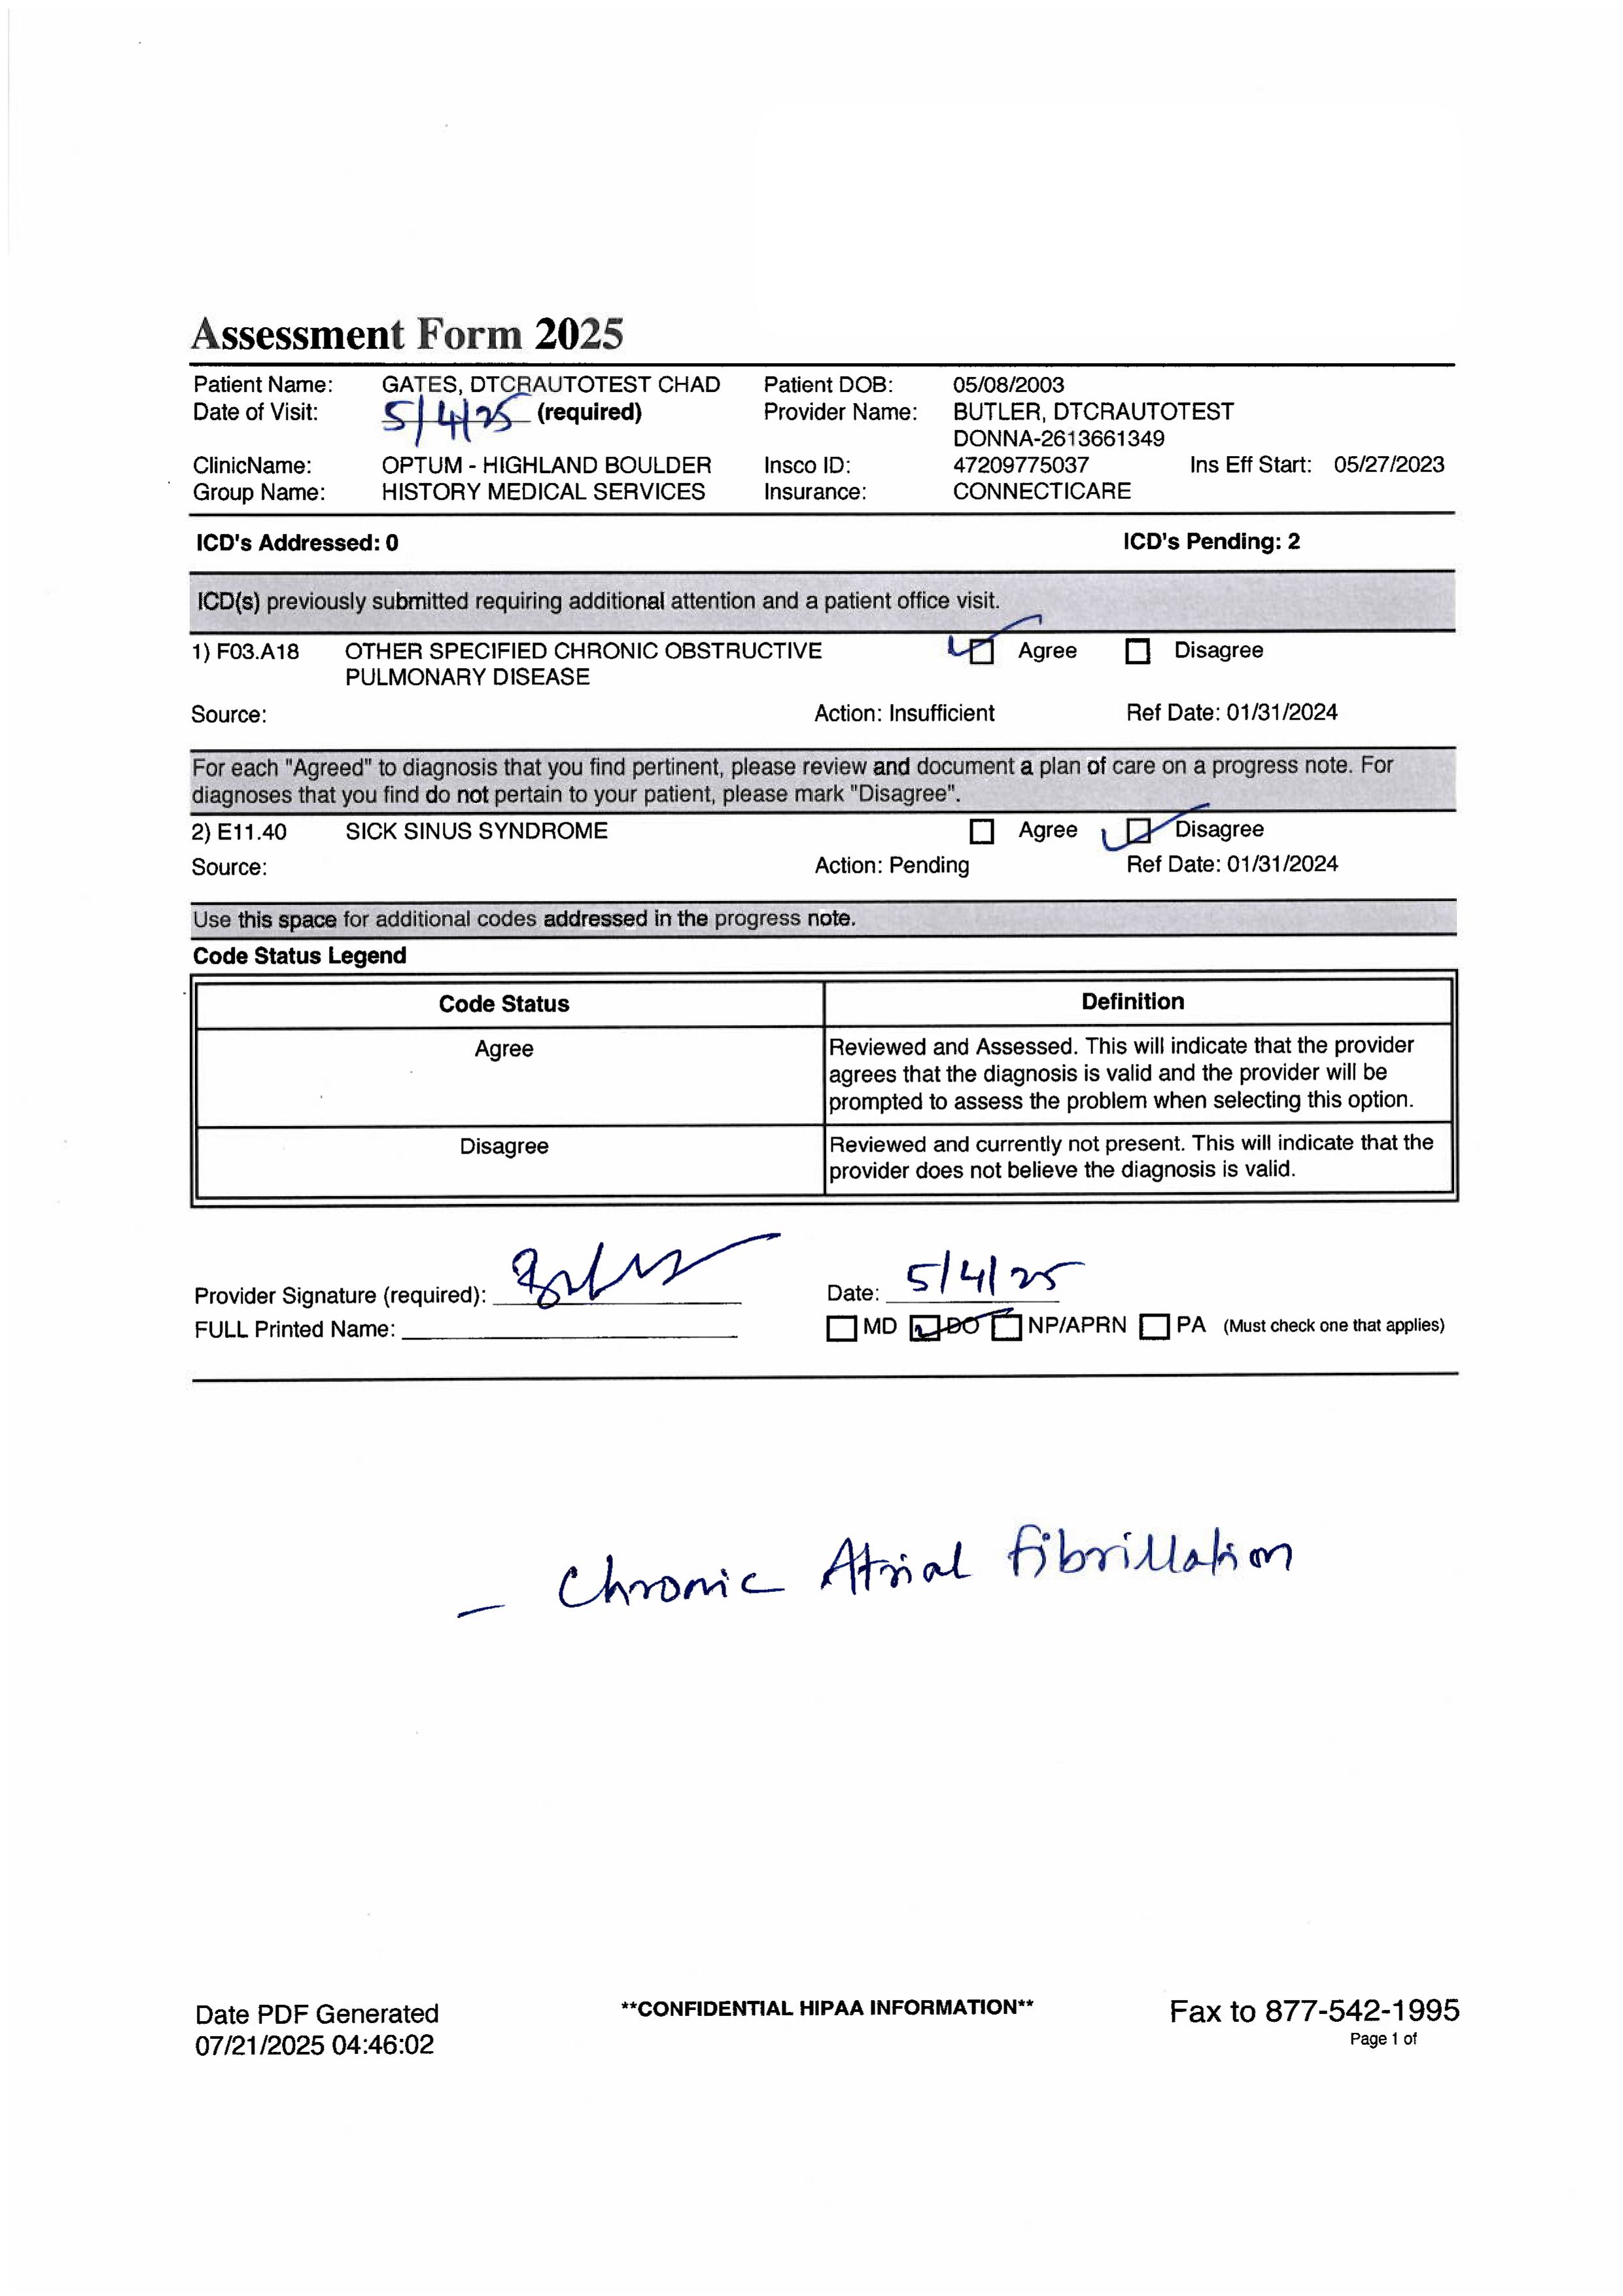 Assessment Form 2025
Patient Name: GATES, DTCRAUTOTEST CHAD Patient DOB: 05/08/2003
Date of Visit: 5/4/25 (required) Provider Name: BUTLER, DTCRAUTOTEST
DONNA-2613661349
ClinicName: OPTUM - HIGHLAND BOULDER Insco ID: 47209775037 Ins Eff Start: 05/27/2023
Group Name: HISTORY MEDICAL SERVICES Insurance: CONNECTICARE
ICD's Addressed: 0 ICD's Pending: 2
ICD(s) previously submitted requiring additional attention and a patient office visit.
1) F03.A18 OTHER SPECIFIED CHRONIC OBSTRUCTIVE Agree Disagree
PULMONARY DISEASE
Source: Action: Insufficient Ref Date: 01/31/2024
For each "Agreed" to diagnosis that you find pertinent, please review and document a plan of care on a progress note. For
diagnoses that you find do not pertain to your patient, please mark "Disagree".
2) E11.40 SICK SINUS SYNDROME Agree Disagree
Source: Action: Pending Ref Date: 01/31/2024
Use this space for additional codes addressed in the progress note.
Code Status Legend
Code Status Definition
Agree Reviewed and Assessed. This will indicate that the provider
agrees that the diagnosis is valid and the provider will be
prompted to assess the problem when selecting this option.
Disagree Reviewed and currently not present. This will indicate that the
provider does not believe the diagnosis is valid.
Provider Signature (required): Date: 5/4/25
FULL Printed Name: MD DO NP/APRN PA (Must check one that applies)
– Chronic Atrial Fibrillation
Date PDF Generated **CONFIDENTIAL HIPAA INFORMATION** Fax to 877-542-1995
07/21/2025 04:46:02 Page 1 of